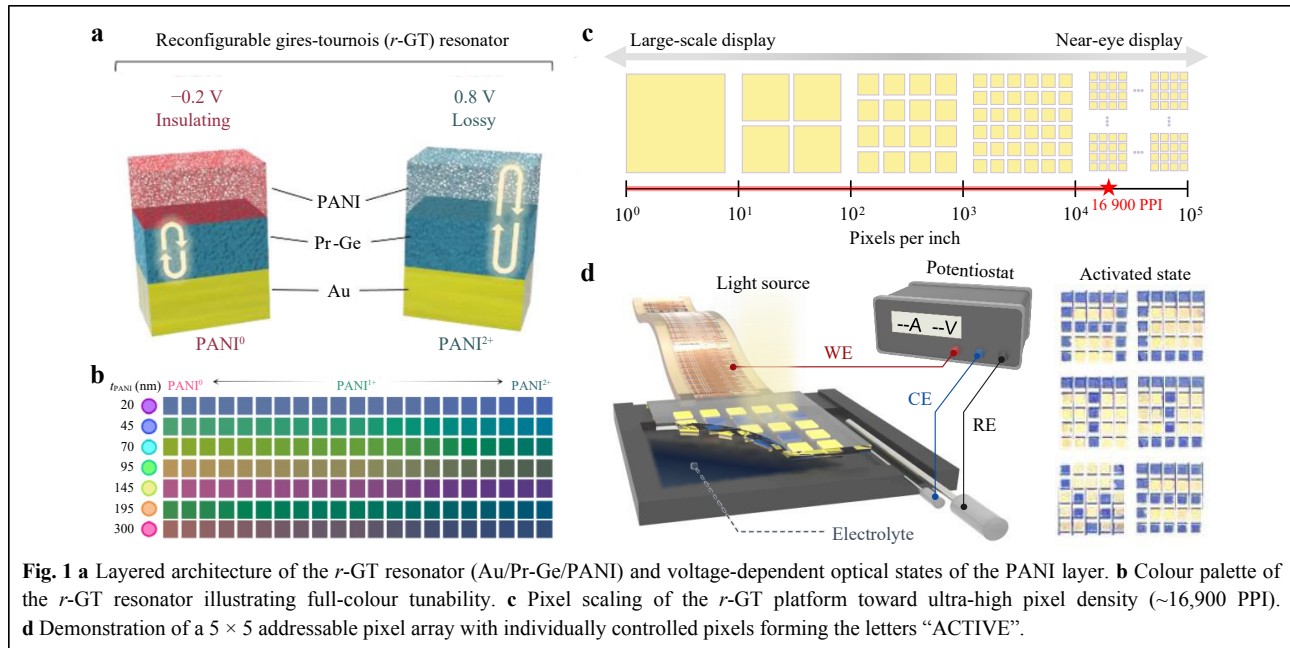 a
Reconfigurable gires-tournois (r-GT) resonator
−0.2 V
Insulating
0.8 V
Lossy
PANI
Pr-Ge
Au
PANI⁰
PANI²⁺
b
tPANI (nm)
PANI⁰
PANI¹⁺
PANI²⁺
20
45
70
95
145
195
300
c
Large-scale display
Near-eye display
10⁰
10¹
10²
10³
10⁴
10⁵
16 900 PPI
Pixels per inch
d
Light source
Potentiostat
--A --V
WE
CE
RE
Electrolyte
Activated state
Fig. 1 a Layered architecture of the r-GT resonator (Au/Pr-Ge/PANI) and voltage-dependent optical states of the PANI layer. b Colour palette of
the r-GT resonator illustrating full-colour tunability. c Pixel scaling of the r-GT platform toward ultra-high pixel density (~16,900 PPI).
d Demonstration of a 5 × 5 addressable pixel array with individually controlled pixels forming the letters “ACTIVE”.